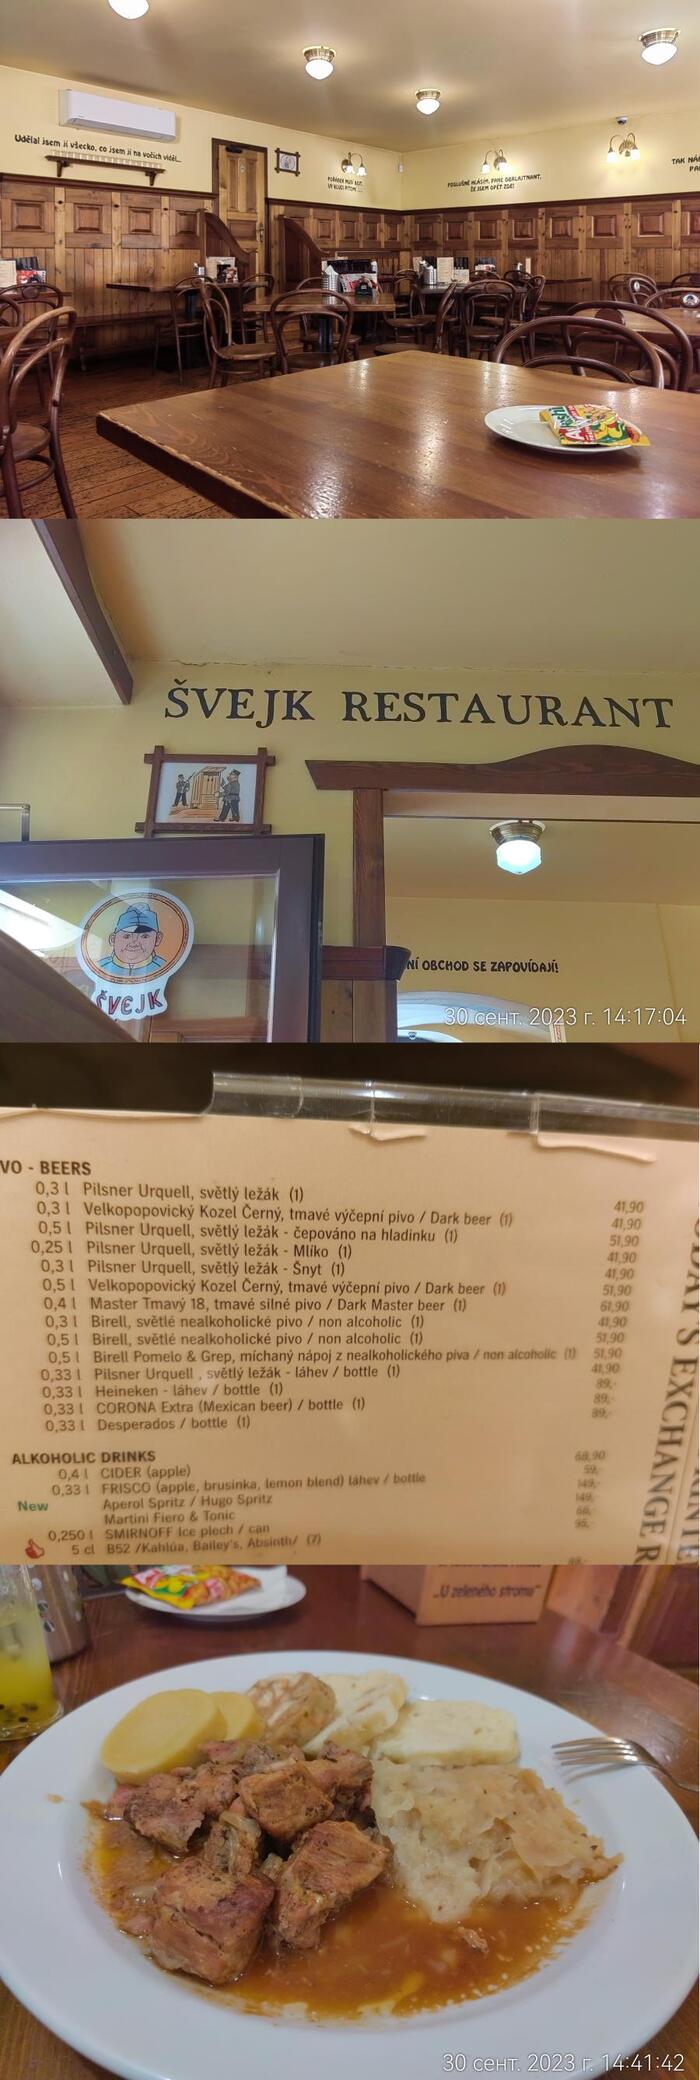 Udělal jsem jí všecko, co jsem jí na vočích viděl...
POŘÁDEK MUSÍ BEJT,
POSLUŠNĚ HLÁSÍM, PANE OBRLAJTNANT,
ŽE JSEM OPĚT ZDE!
TAK NÁM
ŠVEJK RESTAURANT
ŠVEJK
NÍ OBCHOD SE ZAPOVÍDAJÍ!
30 сент. 2023 г. 14:17:04
VO - BEERS
0,3 l Pilsner Urquell, světlý ležák (1)
0,3 l Velkopopovický Kozel Černý, tmavé výčepní pivo / Dark beer (1) 41,90
0,5 l Pilsner Urquell, světlý ležák - čepováno na hladinku (1) 41,90
0,25 l Pilsner Urquell, světlý ležák - Mlíko (1) 51,90
0,3 l Pilsner Urquell, světlý ležák - Šnyt (1) 41,90
0,5 l Velkopopovický Kozel Černý, tmavé výčepní pivo / Dark beer (1) 41,90
0,4 l Master Tmavý 18, tmavé silné pivo / Dark Master beer (1) 51,90
0,3 l Birell, světlé nealkoholické pivo / non alcoholic (1) 61,90
0,5 l Birell, světlé nealkoholické pivo / non alcoholic (1) 41,90
0,5 l Birell Pomelo & Grep, míchaný nápoj z nealkoholického piva / non alcoholic (1) 51,90
0,33 l Pilsner Urquell , světlý ležák - láhev / bottle (1) 41,90
0,33 l Heineken - láhev / bottle (1) 89,-
0,33 l CORONA Extra (Mexican beer) / bottle (1) 89,-
0,33 l Desperados / bottle (1) 89,-
ALKOHOLIC DRINKS
0,4 l CIDER (apple) 68,90
0,33 l FRISCO (apple, brusinka, lemon blend) láhev / bottle 59,-
New Aperol Spritz / Hugo Spritz 149,-
Martini Fiero & Tonic 149,-
0,250 l SMIRNOFF Ice plech / can 68,-
5 cl B52 /Kahlúa, Bailey's, Absinth/ (7) 95,-
EXCHANGE R
„U zeleného stromu"
30 сент. 2023 г. 14:41:42